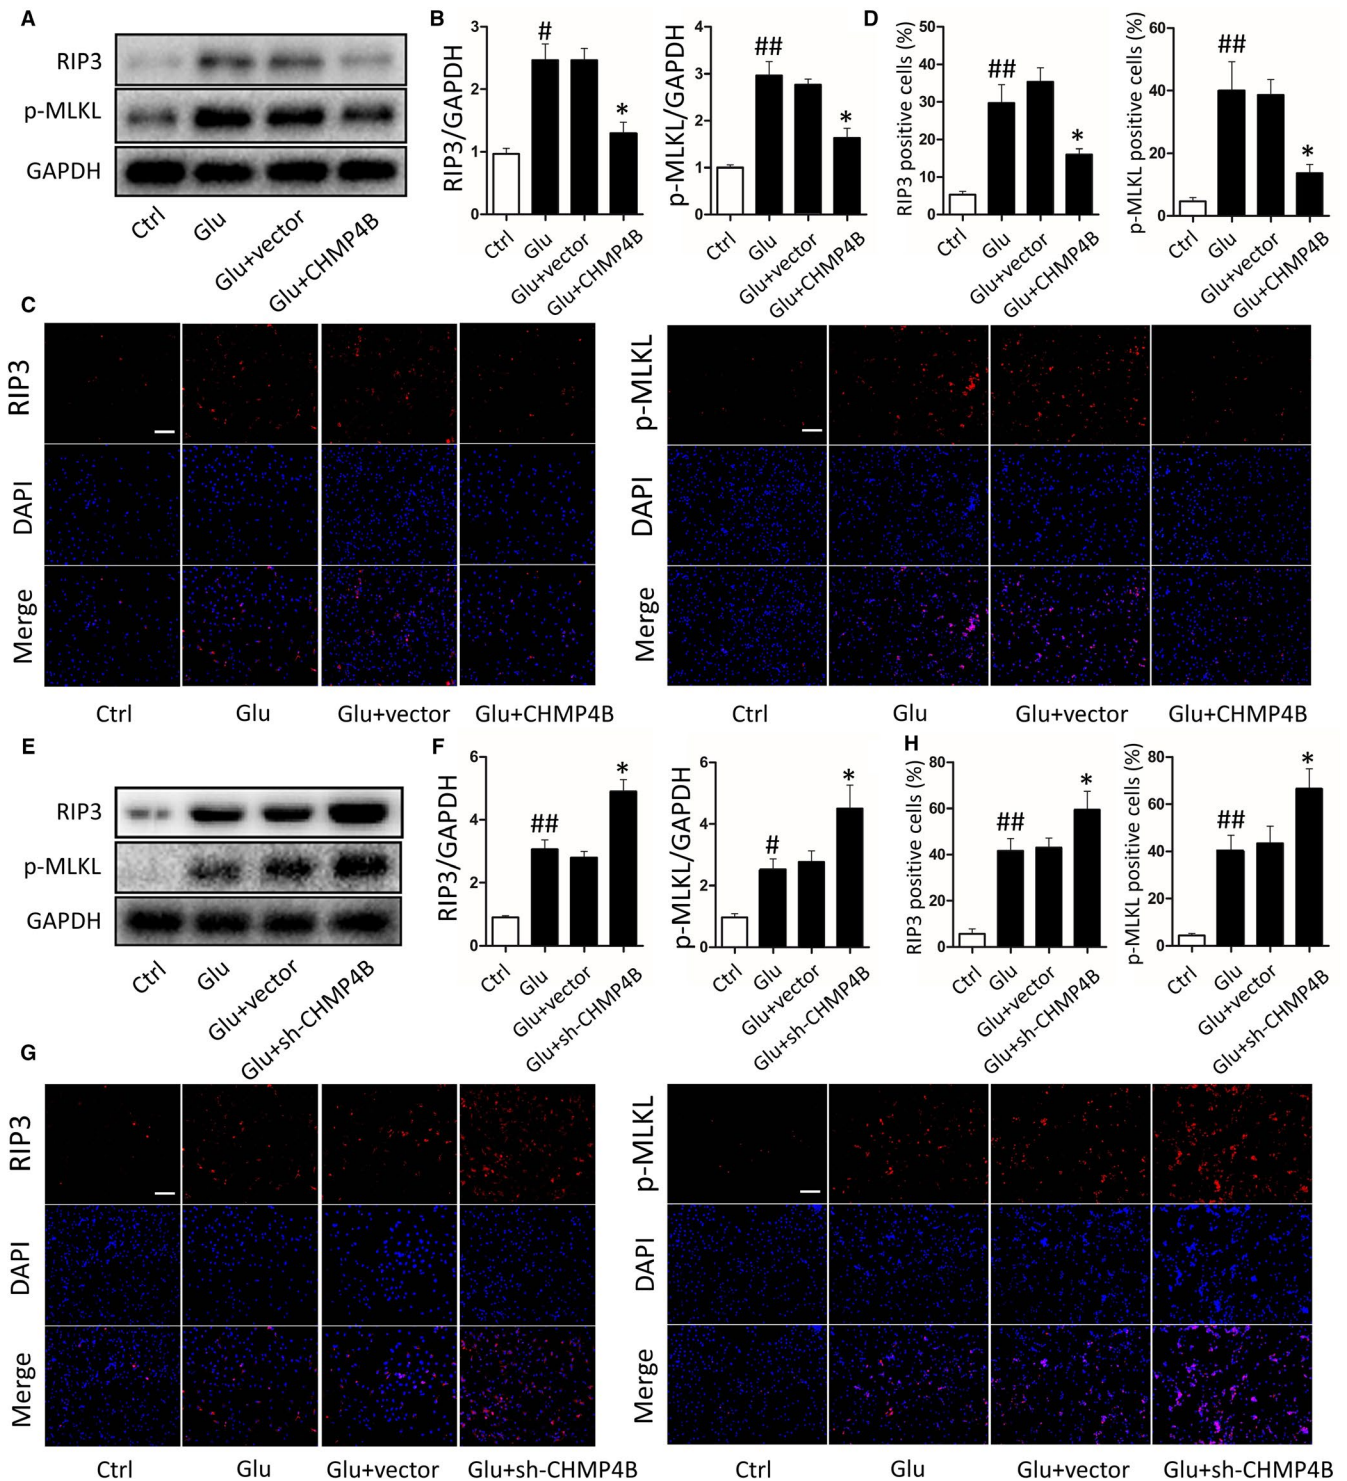 A
RIP3
p-MLKL
GAPDH
Ctrl
Glu
Glu+vector
Glu+CHMP4B
B
RIP3/GAPDH
3
2
1
0
#
*
Ctrl
Glu
Glu+vector
Glu+CHMP4B
p-MLKL/GAPDH
4
3
2
1
0
##
*
Ctrl
Glu
Glu+vector
Glu+CHMP4B
D
RIP3 positive cells (%)
50
40
30
20
10
0
##
*
Ctrl
Glu
Glu+vector
Glu+CHMP4B
p-MLKL positive cells (%)
60
40
20
0
##
*
Ctrl
Glu
Glu+vector
Glu+CHMP4B
C
RIP3
DAPI
Merge
Ctrl
Glu
Glu+vector
Glu+CHMP4B
p-MLKL
DAPI
Merge
Ctrl
Glu
Glu+vector
Glu+CHMP4B
E
RIP3
p-MLKL
GAPDH
Ctrl
Glu
Glu+vector
Glu+sh-CHMP4B
F
RIP3/GAPDH
6
4
2
0
##
*
Ctrl
Glu
Glu+vector
Glu+sh-CHMP4B
p-MLKL/GAPDH
6
4
2
0
#
*
Ctrl
Glu
Glu+vector
Glu+sh-CHMP4B
H
RIP3 positive cells (%)
80
60
40
20
0
##
*
Ctrl
Glu
Glu+vector
Glu+sh-CHMP4B
p-MLKL positive cells (%)
80
60
40
20
0
##
*
Ctrl
Glu
Glu+vector
Glu+sh-CHMP4B
G
RIP3
DAPI
Merge
Ctrl
Glu
Glu+vector
Glu+sh-CHMP4B
p-MLKL
DAPI
Merge
Ctrl
Glu
Glu+vector
Glu+sh-CHMP4B